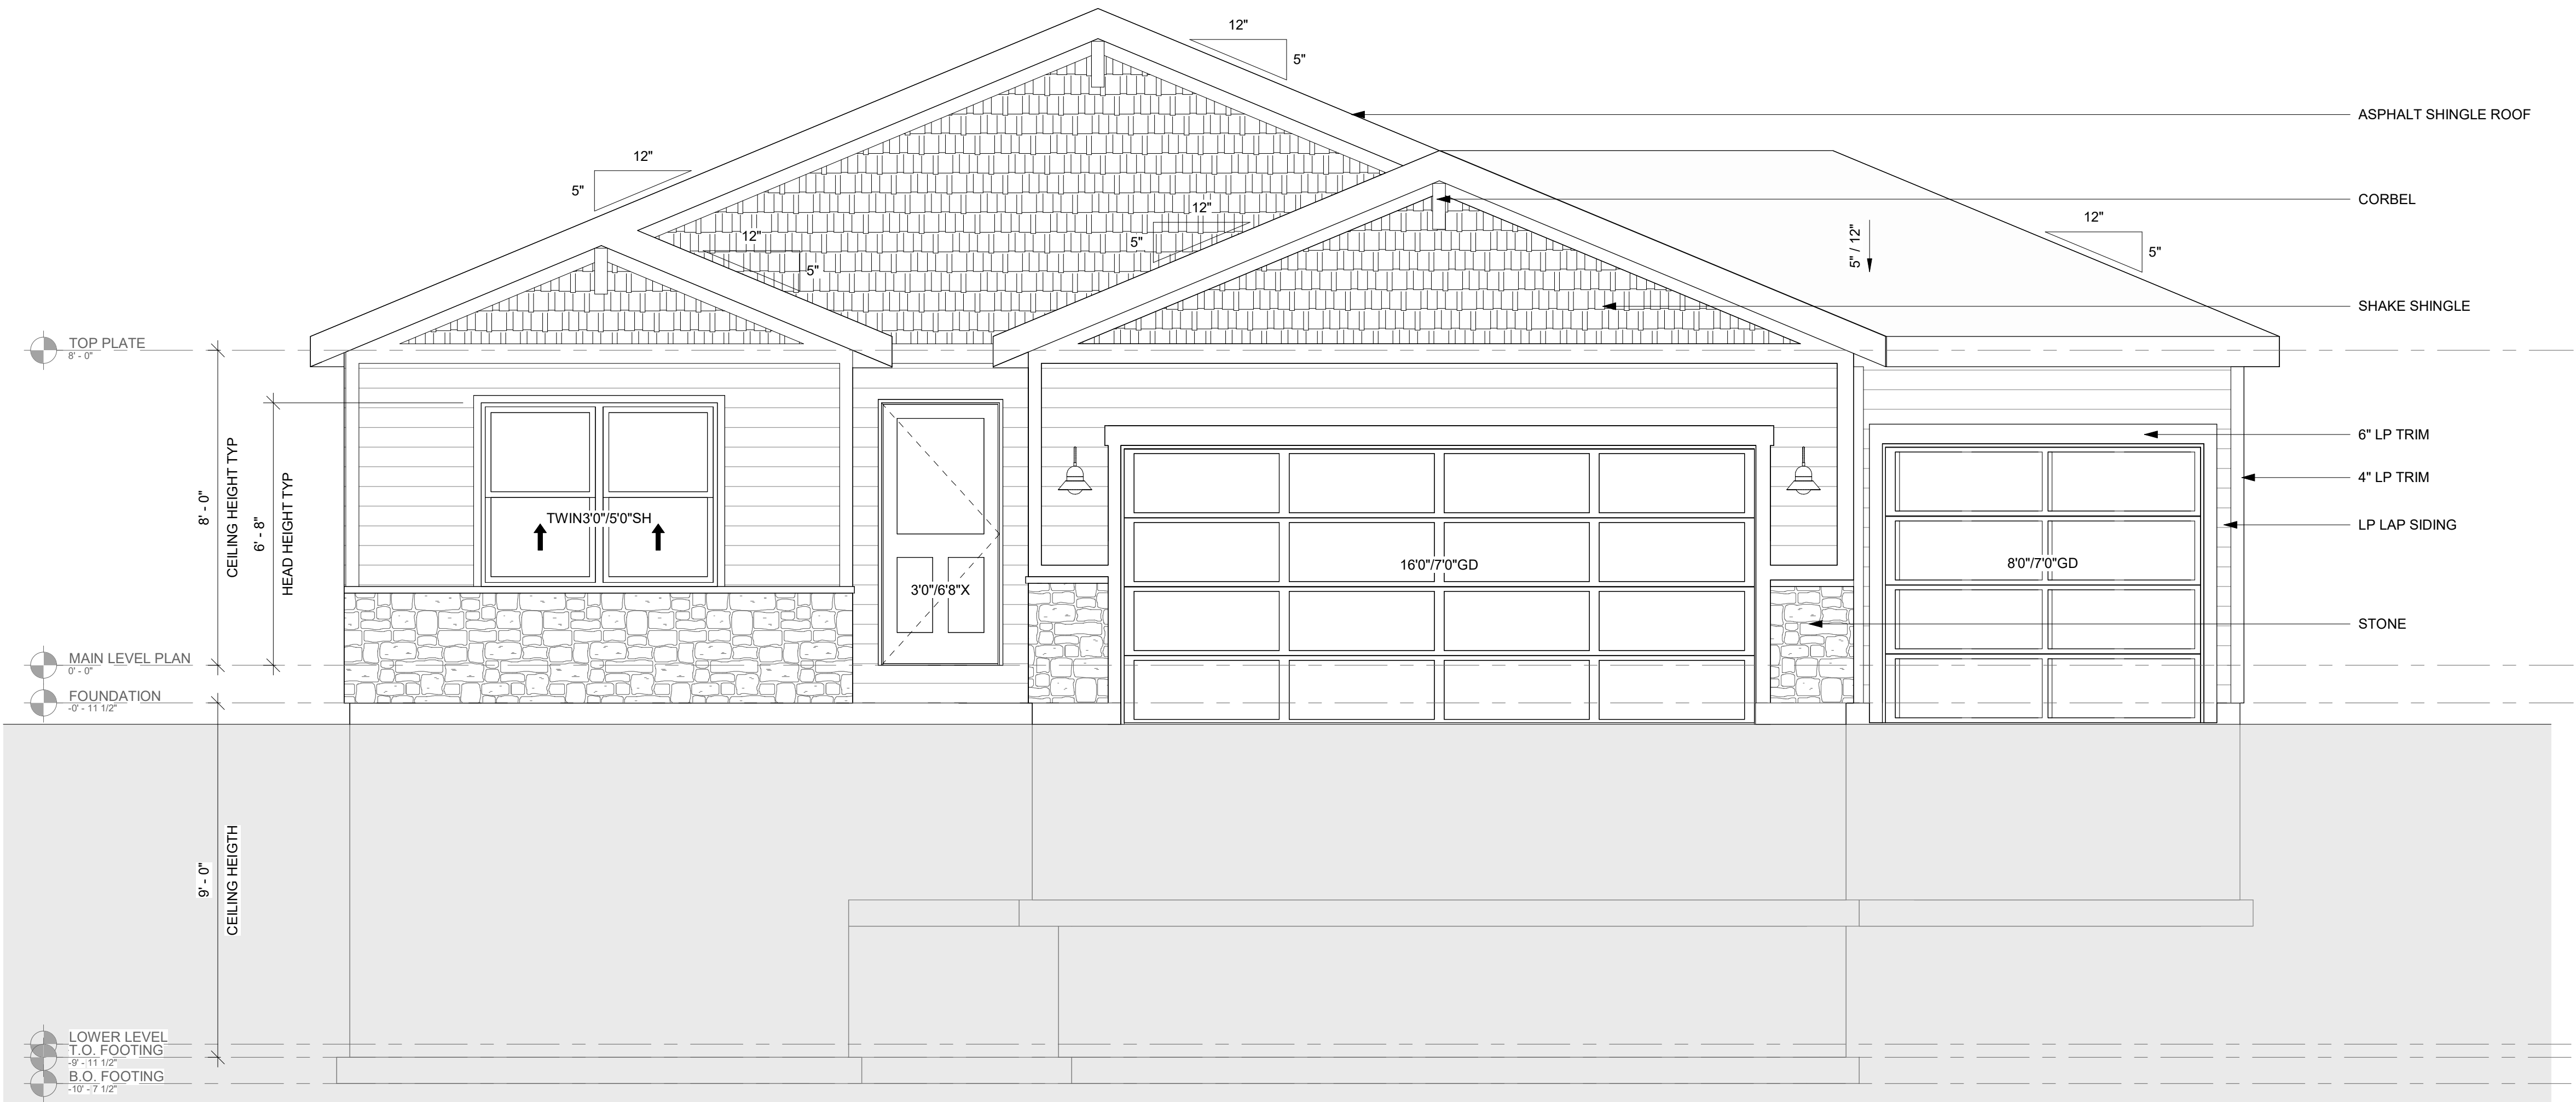 12"
5"
ASPHALT SHINGLE ROOF
12"
5"
CORBEL
12"
5"
12"
5"
12"
5"
5" / 12"
SHAKE SHINGLE
TOP PLATE
8' - 0"
6" LP TRIM
4" LP TRIM
LP LAP SIDING
8' - 0"
CEILING HEIGHT TYP
6' - 8"
HEAD HEIGHT TYP
TWIN3'0"/5'0"SH
3'0"/6'8"X
16'0"/7'0"GD
8'0"/7'0"GD
STONE
MAIN LEVEL PLAN
0' - 0"
FOUNDATION
-0' - 11 1/2"
9' - 0"
CEILING HEIGTH
LOWER LEVEL
T.O. FOOTING
-9' - 11 1/2"
B.O. FOOTING
-10' - 7 1/2"